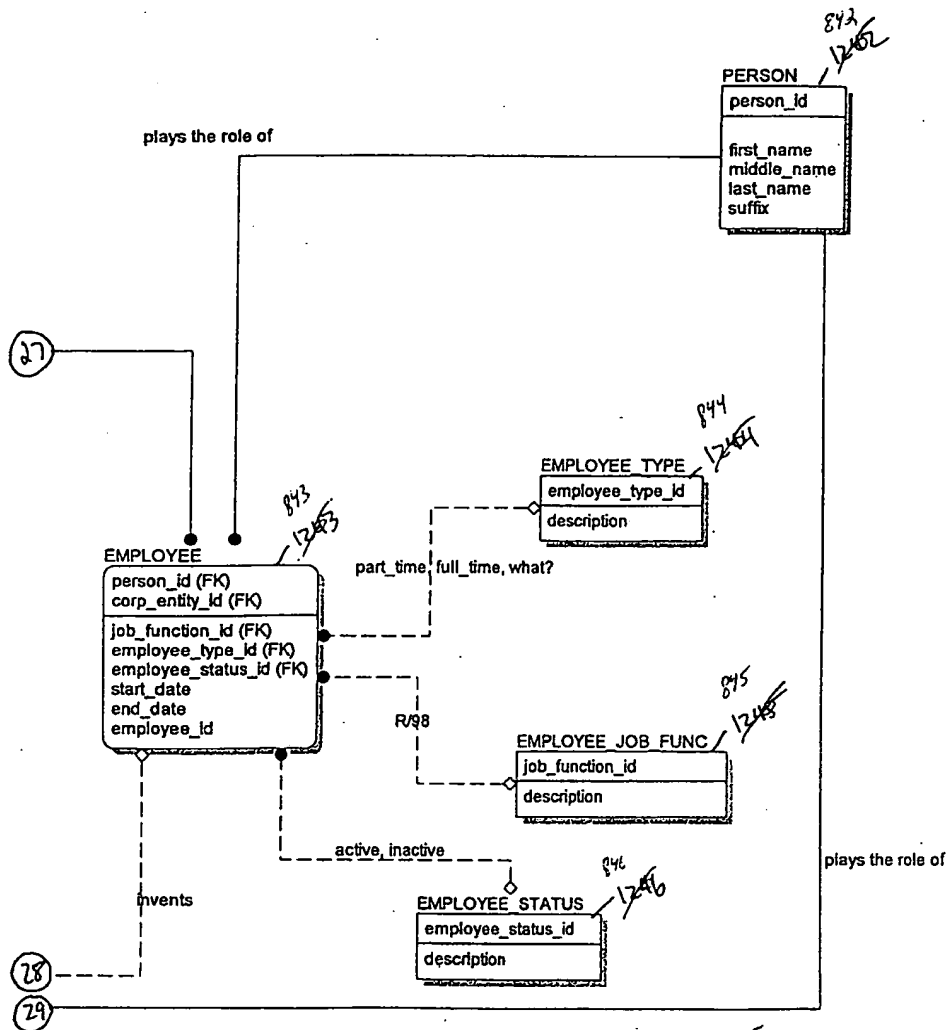 842
1242
PERSON
person_id
first_name
middle_name
last_name
suffix
plays the role of
27
844
1244
EMPLOYEE_TYPE
employee_type_id
description
843
1243
EMPLOYEE
person_id (FK)
corp_entity_id (FK)
job_function_id (FK)
employee_type_id (FK)
employee_status_id (FK)
start_date
end_date
employee_id
part_time, full_time, what?
R/98
845
1245
EMPLOYEE_JOB_FUNC
job_function_id
description
active, inactive
846
1246
EMPLOYEE_STATUS
employee_status_id
description
plays the role of
invents
28
29